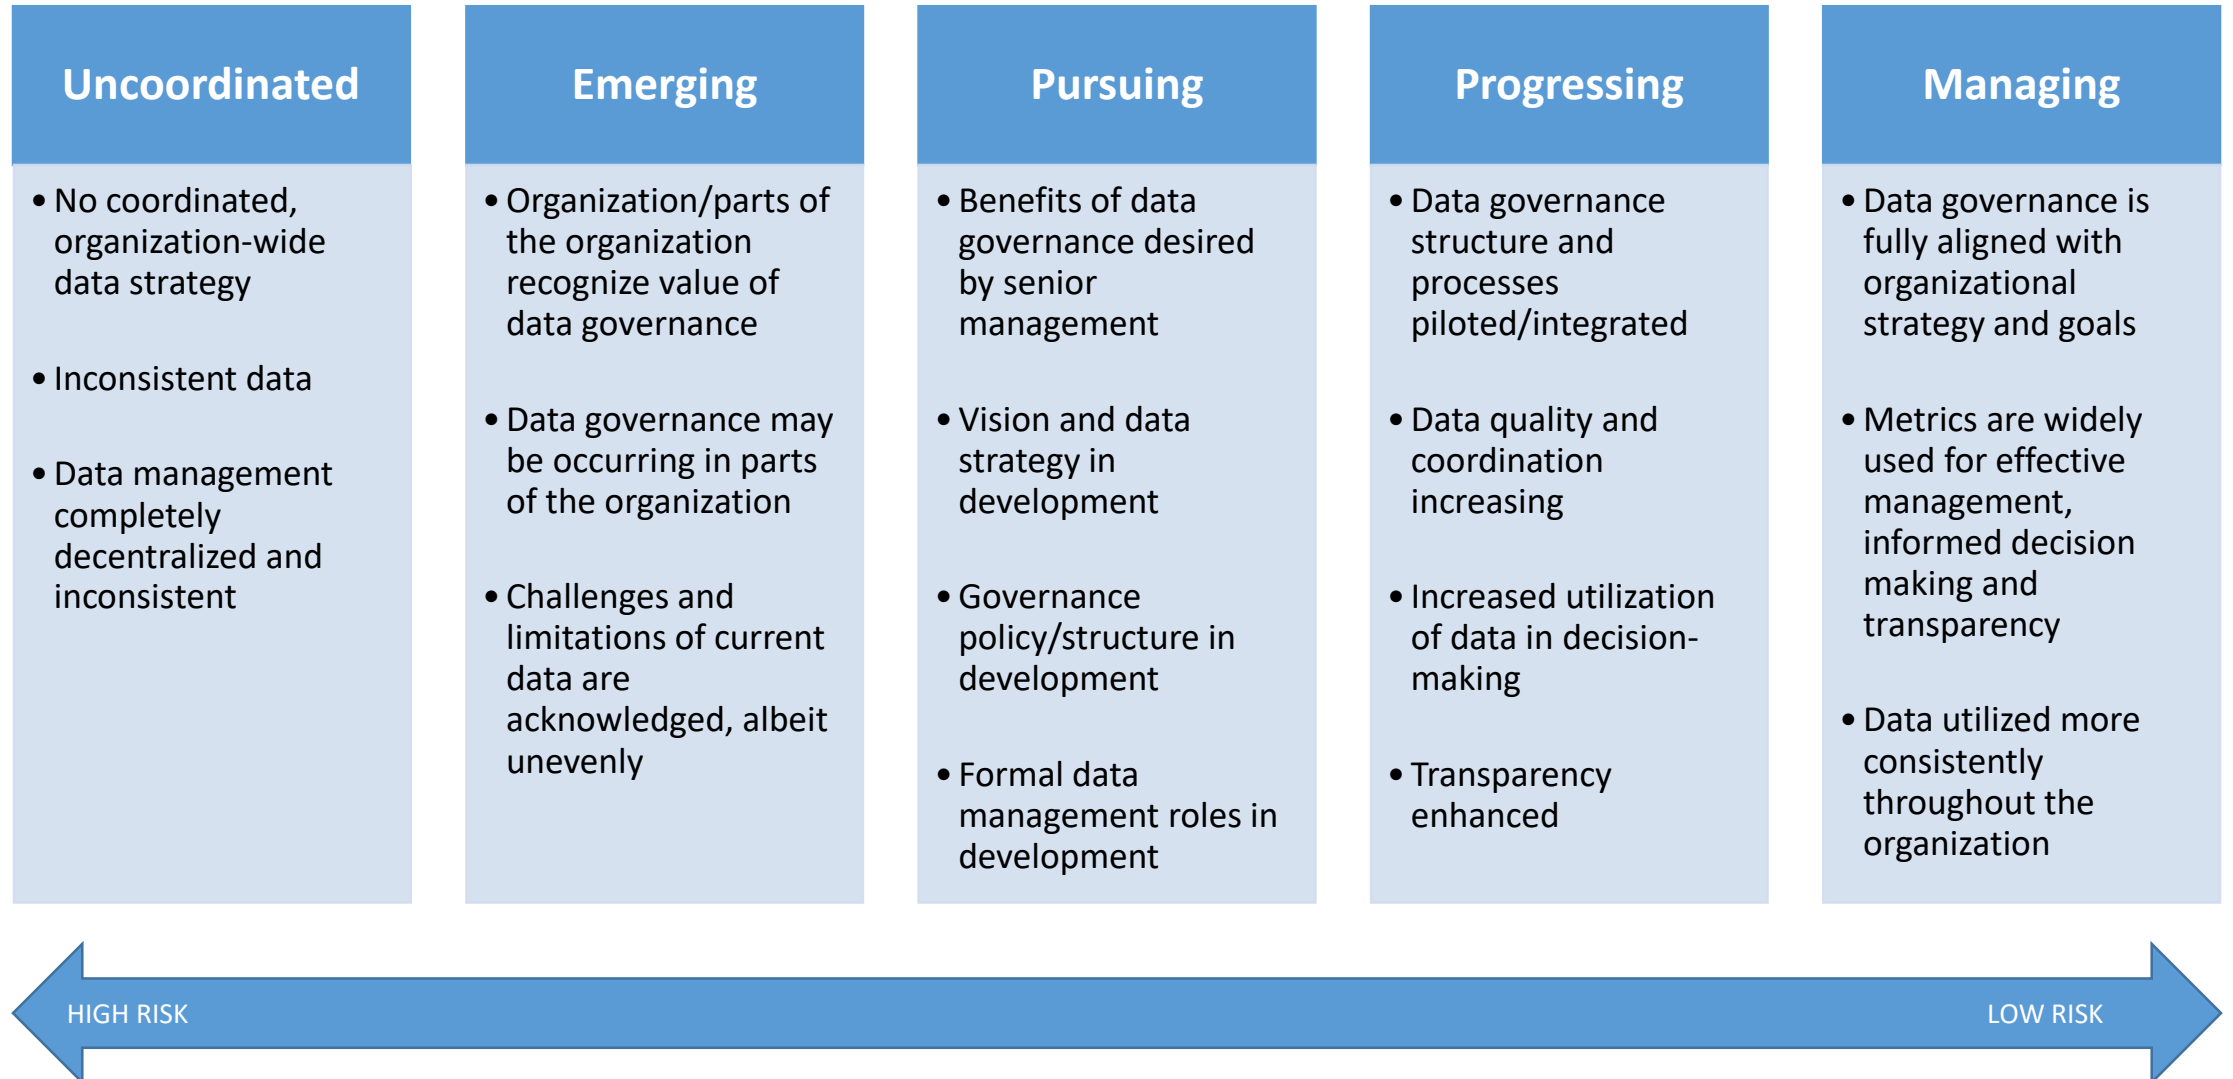 Uncoordinated
• No coordinated,
organization-wide
data strategy
• Inconsistent data
• Data management
completely
decentralized and
inconsistent
Emerging
• Organization/parts of
the organization
recognize value of
data governance
• Data governance may
be occurring in parts
of the organization
• Challenges and
limitations of current
data are
acknowledged, albeit
unevenly
Pursuing
• Benefits of data
governance desired
by senior
management
• Vision and data
strategy in
development
• Governance
policy/structure in
development
• Formal data
management roles in
development
Progressing
• Data governance
structure and
processes
piloted/integrated
• Data quality and
coordination
increasing
• Increased utilization
of data in decision-
making
• Transparency
enhanced
Managing
• Data governance is
fully aligned with
organizational
strategy and goals
• Metrics are widely
used for effective
management,
informed decision
making and
transparency
• Data utilized more
consistently
throughout the
organization
HIGH RISK
LOW RISK